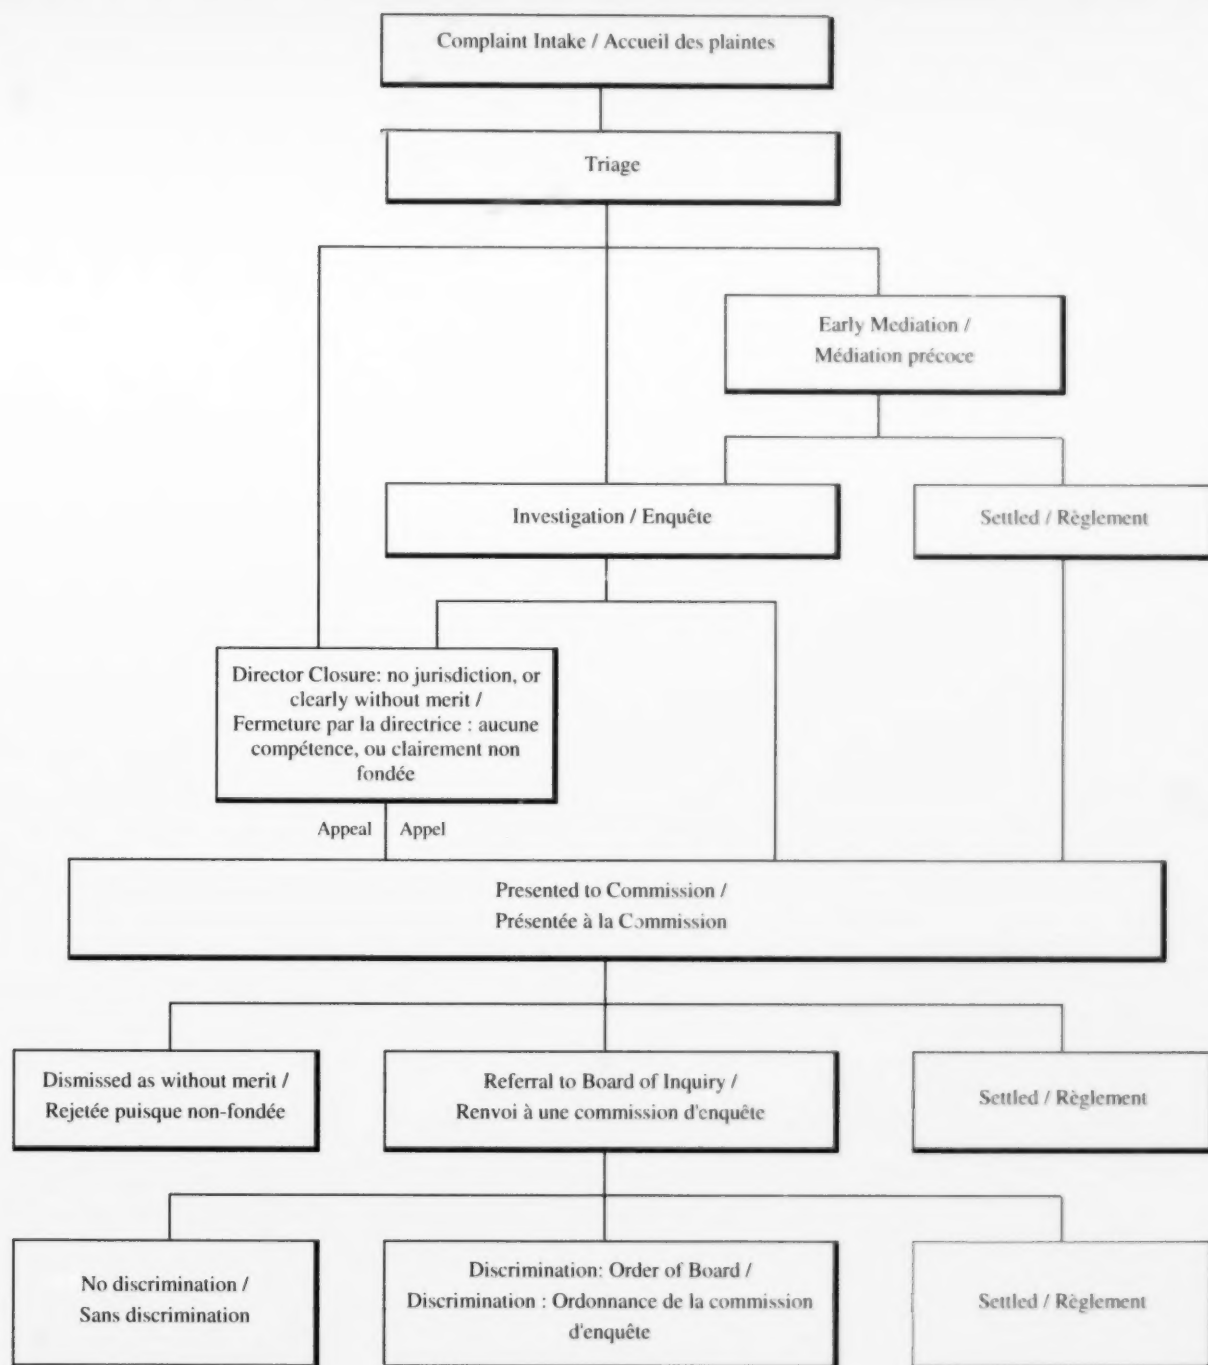 Complaint Intake / Accueil des plaintes
Triage
Early Mediation /
Médiation précoce
Investigation / Enquête
Settled / Règlement
Director Closure: no jurisdiction, or
clearly without merit /
Fermeture par la directrice : aucune
compétence, ou clairement non
fondée
Appeal
Appel
Presented to Commission /
Présentée à la Commission
Dismissed as without merit /
Rejetée puisque non-fondée
Referral to Board of Inquiry /
Renvoi à une commission d'enquête
Settled / Règlement
No discrimination /
Sans discrimination
Discrimination: Order of Board /
Discrimination : Ordonnance de la commission
d'enquête
Settled / Règlement